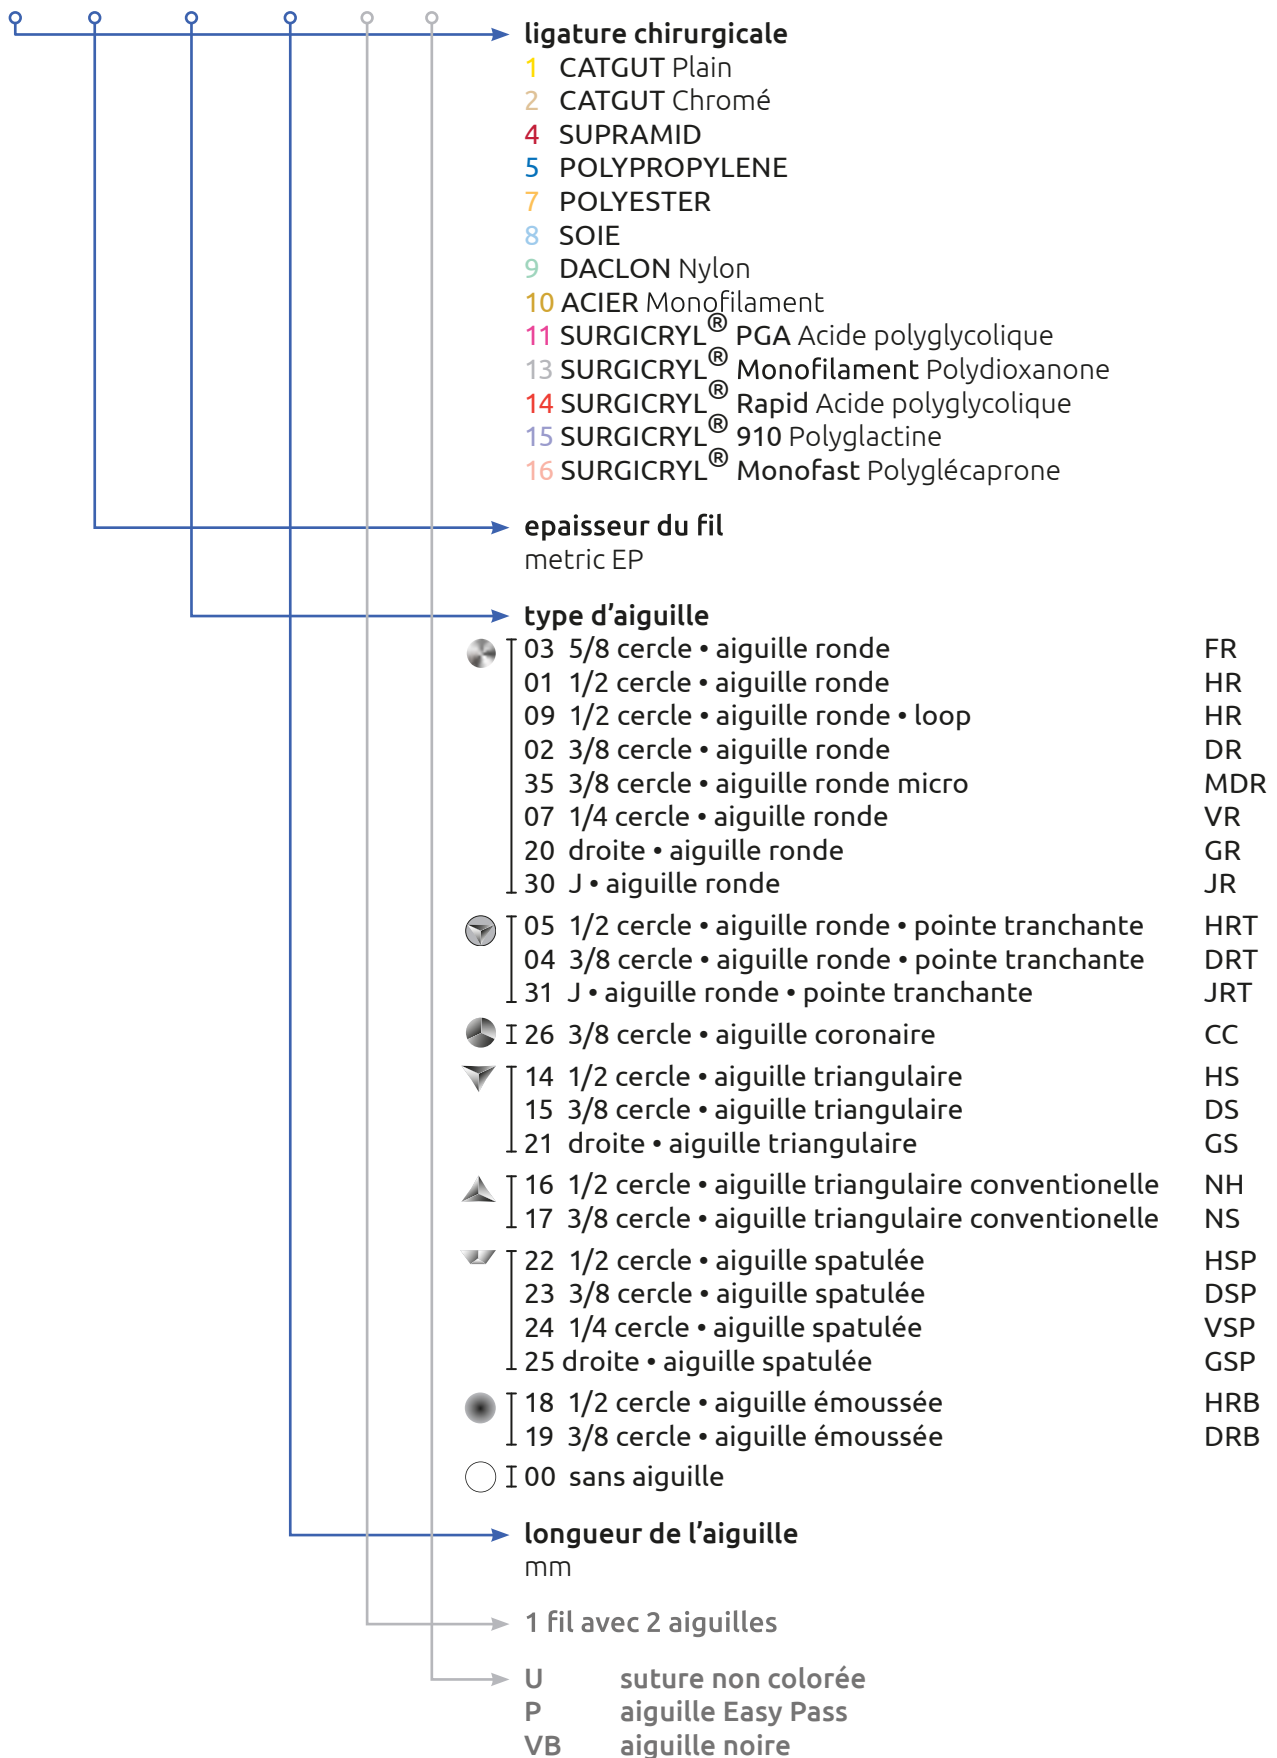 ligature chirurgicale
1 CATGUT Plain
2 CATGUT Chromé
4 SUPRAMID
5 POLYPROPYLENE
7 POLYESTER
8 SOIE
9 DACLON Nylon
10 ACIER Monofilament
11 SURGICRYL® PGA Acide polyglycolique
13 SURGICRYL® Monofilament Polydioxanone
14 SURGICRYL® Rapid Acide polyglycolique
15 SURGICRYL® 910 Polyglactine
16 SURGICRYL® Monofast Polyglécaprone
epaisseur du fil
metric EP
type d’aiguille
03 5/8 cercle • aiguille ronde FR
01 1/2 cercle • aiguille ronde HR
09 1/2 cercle • aiguille ronde • loop HR
02 3/8 cercle • aiguille ronde DR
35 3/8 cercle • aiguille ronde micro MDR
07 1/4 cercle • aiguille ronde VR
20 droite • aiguille ronde GR
30 J • aiguille ronde JR
05 1/2 cercle • aiguille ronde • pointe tranchante HRT
04 3/8 cercle • aiguille ronde • pointe tranchante DRT
31 J • aiguille ronde • pointe tranchante JRT
26 3/8 cercle • aiguille coronaire CC
14 1/2 cercle • aiguille triangulaire HS
15 3/8 cercle • aiguille triangulaire DS
21 droite • aiguille triangulaire GS
16 1/2 cercle • aiguille triangulaire conventionelle NH
17 3/8 cercle • aiguille triangulaire conventionelle NS
22 1/2 cercle • aiguille spatulée HSP
23 3/8 cercle • aiguille spatulée DSP
24 1/4 cercle • aiguille spatulée VSP
25 droite • aiguille spatulée GSP
18 1/2 cercle • aiguille émoussée HRB
19 3/8 cercle • aiguille émoussée DRB
00 sans aiguille
longueur de l’aiguille
mm
1 fil avec 2 aiguilles
U suture non colorée
P aiguille Easy Pass
VB aiguille noire